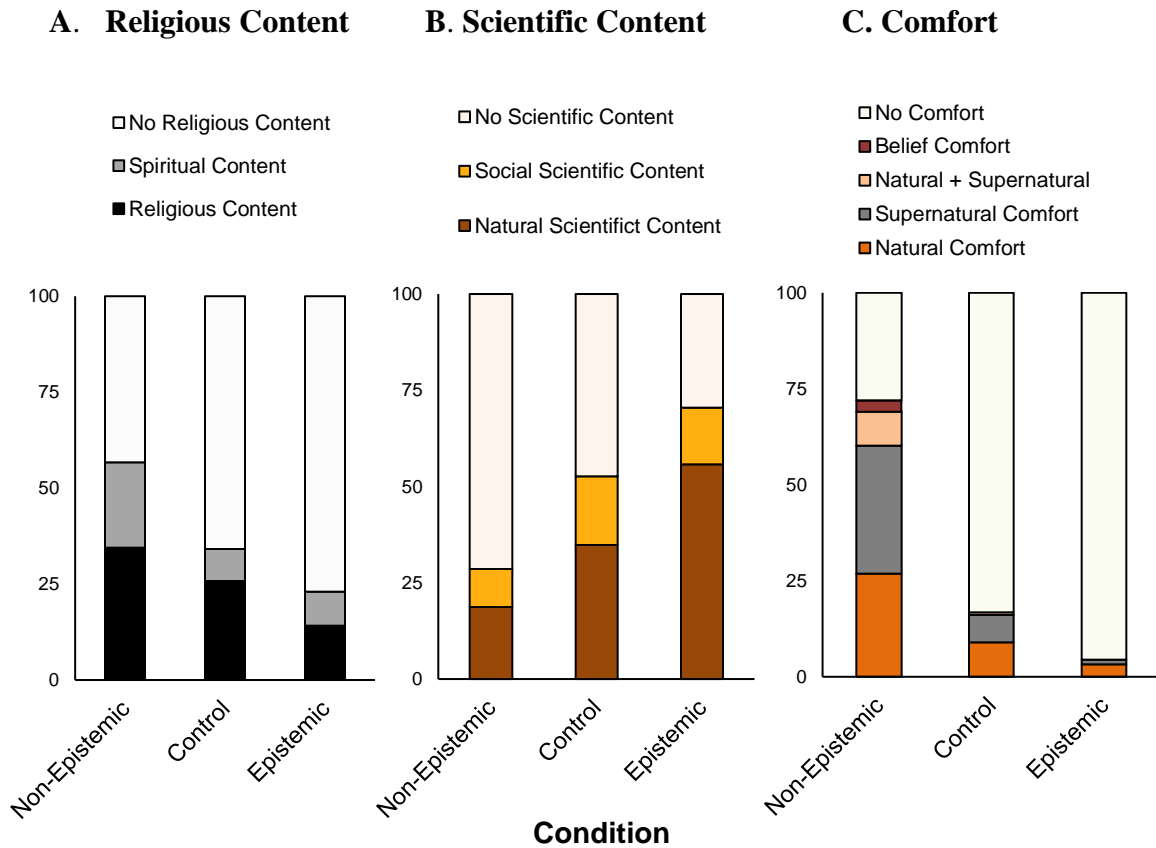 A. Religious Content
B. Scientific Content
C. Comfort
No Religious Content
Spiritual Content
Religious Content
No Scientific Content
Social Scientific Content
Natural Scientifict Content
No Comfort
Belief Comfort
Natural + Supernatural
Supernatural Comfort
Natural Comfort
100
75
50
25
0
Non-Epistemic
Control
Epistemic
100
75
50
25
0
Non-Epistemic
Control
Epistemic
100
75
50
25
0
Non-Epistemic
Control
Epistemic
Condition